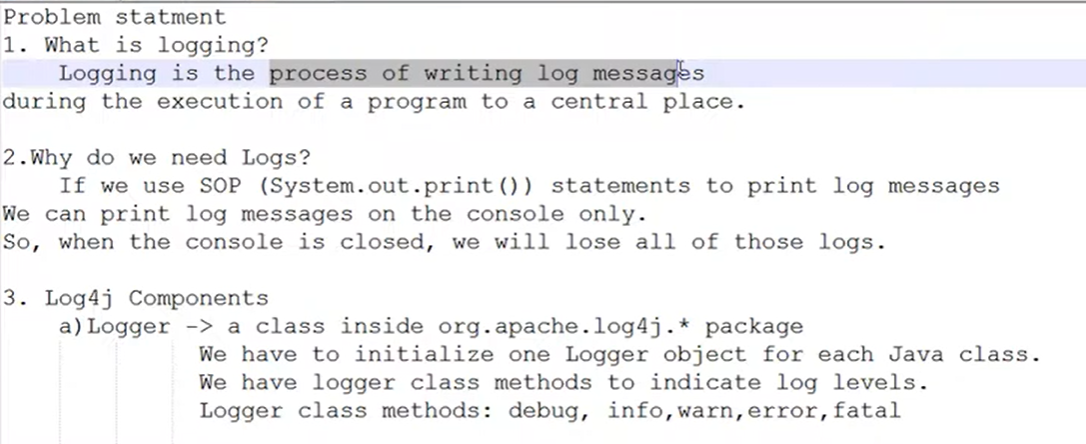 Problem statment
1. What is logging?
Logging is the process of writing log messages
during the execution of a program to a central place.
2.Why do we need Logs?
If we use SOP (System.out.print()) statements to print log messages
We can print log messages on the console only.
So, when the console is closed, we will lose all of those logs.
3. Log4j Components
a)Logger -> a class inside org.apache.log4j.* package
We have to initialize one Logger object for each Java class.
We have logger class methods to indicate log levels.
Logger class methods: debug, info,warn,error,fatal